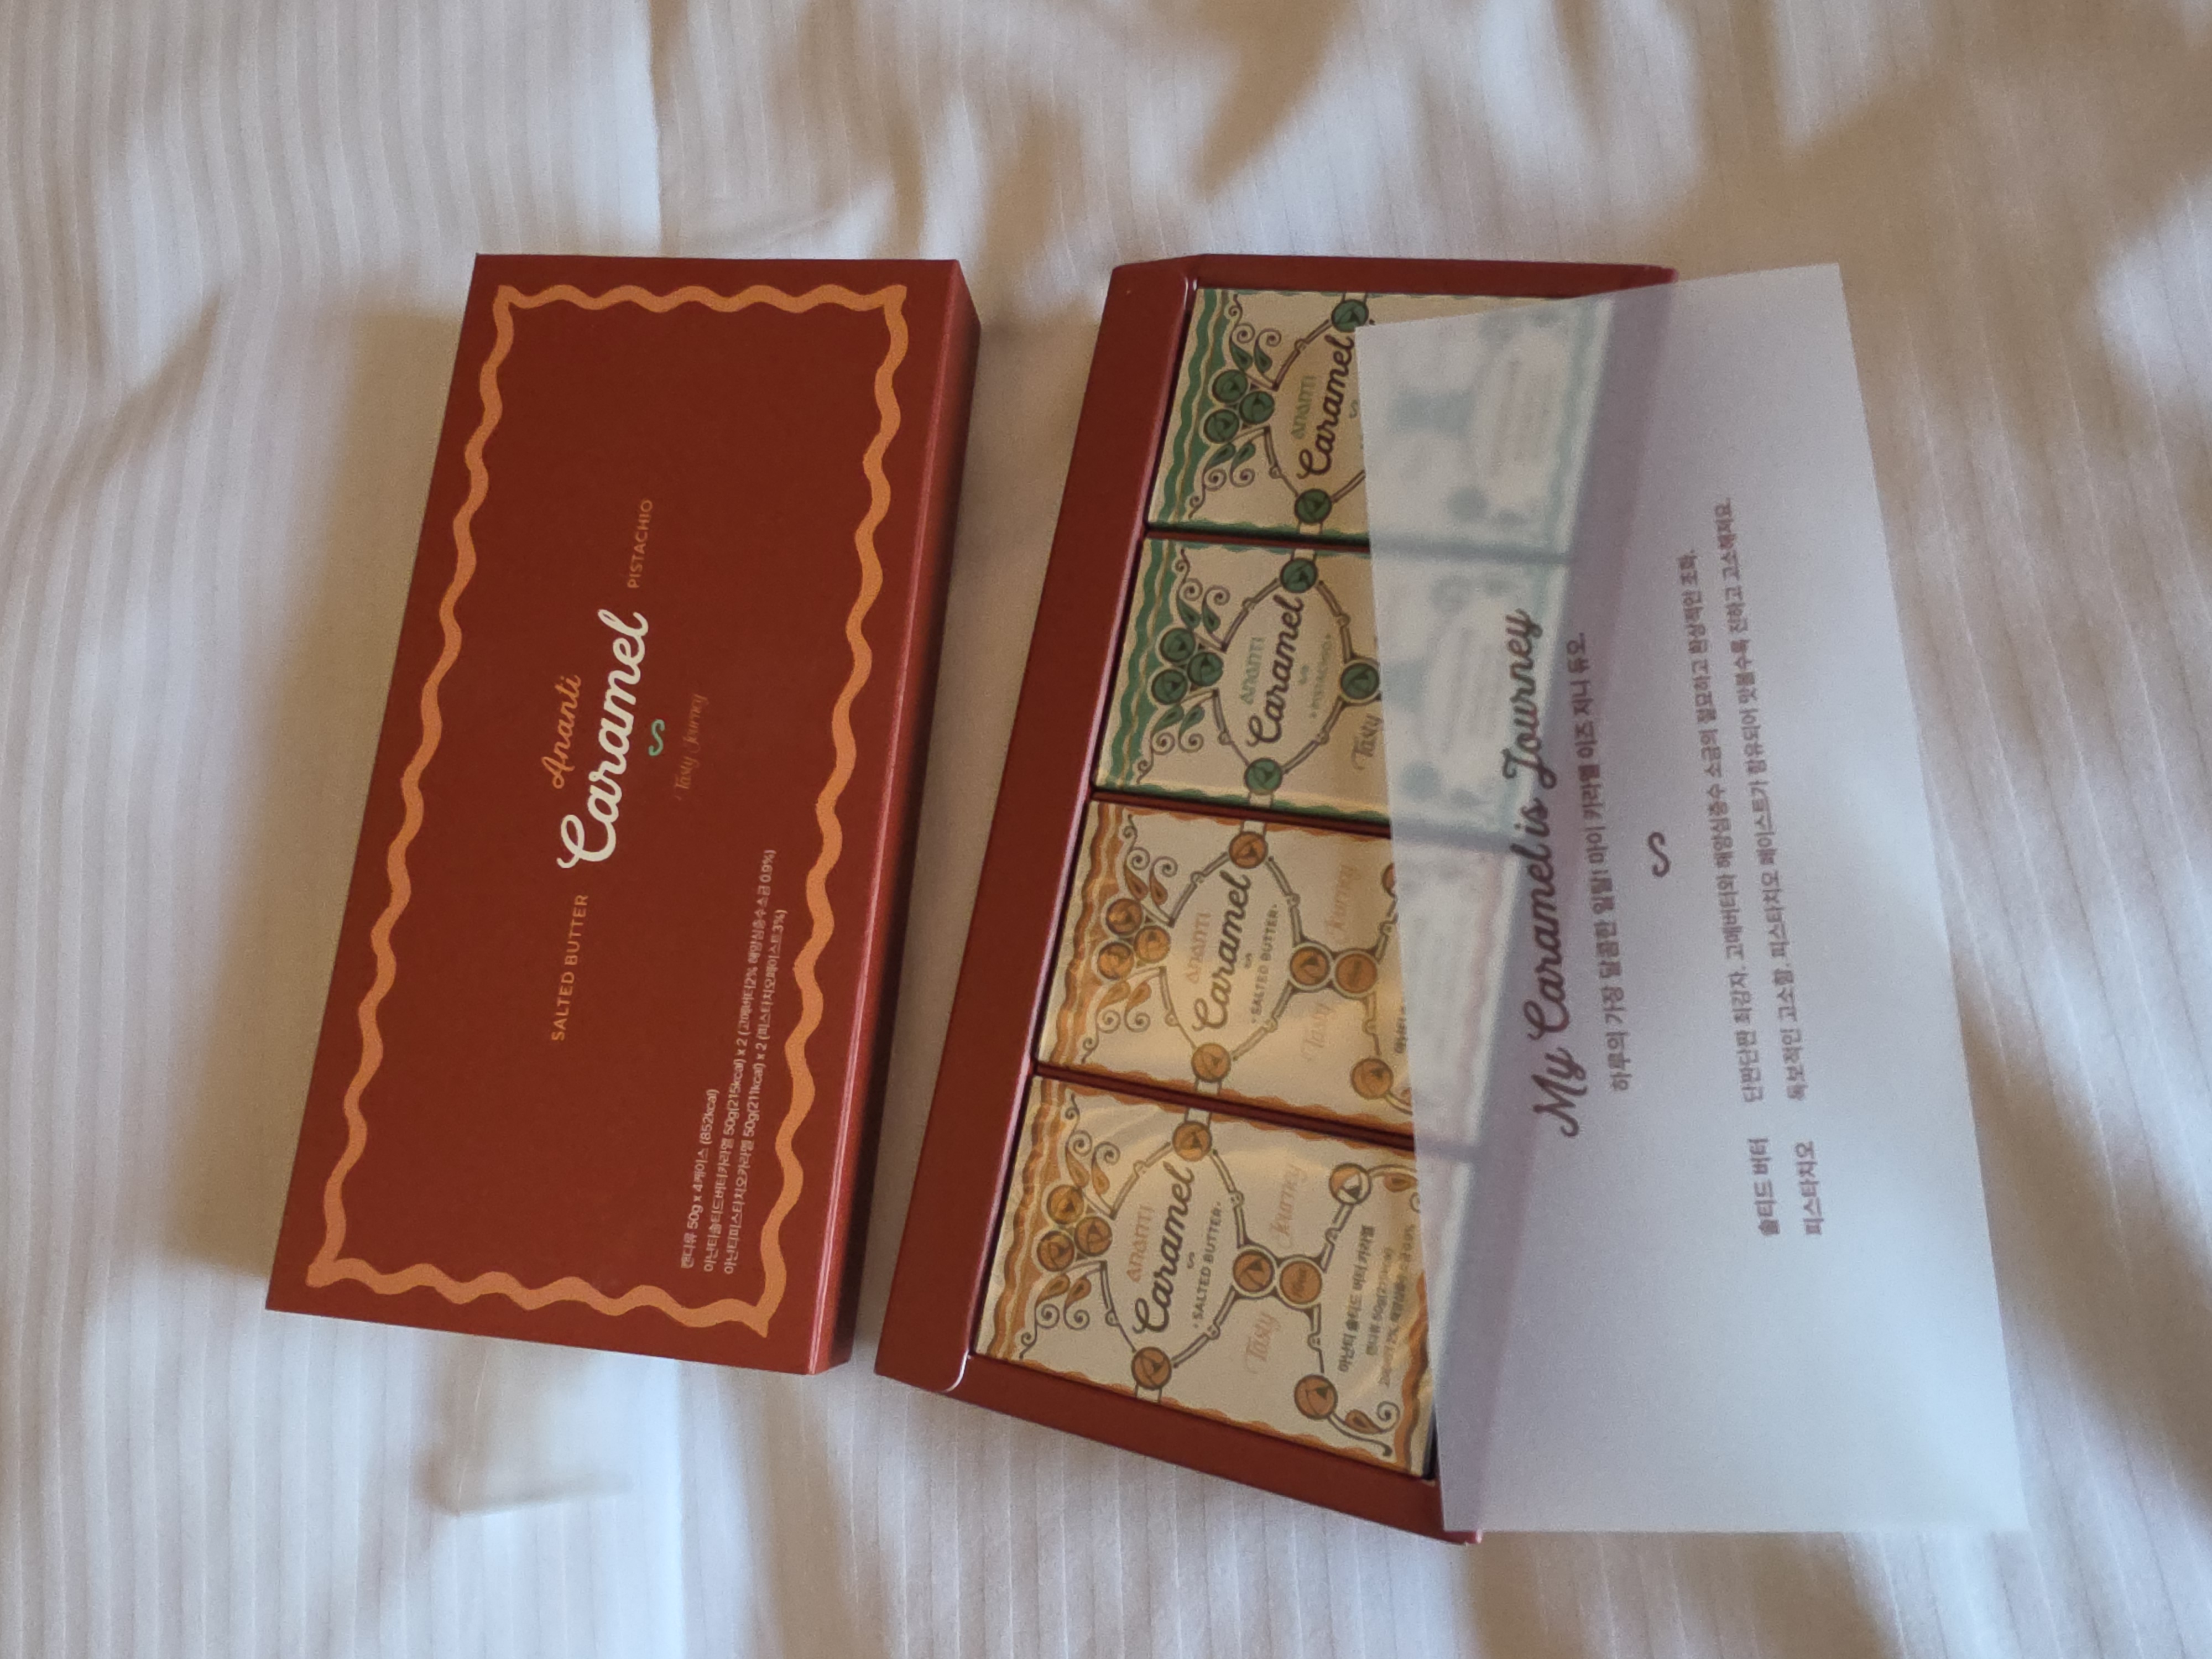 Ananti
SALTED BUTTER Caramel PISTACHIO
Tasty Journey
캔디류 50g x 4케이스 (852kcal)
아난티솔티드버터카라멜 50g(215kcal) x 2 (고메버터2% 해양심층수소금 0.9%)
아난티피스타치오카라멜 50g(211kcal) x 2 (피스타치오페이스트3%)
ANANTI
Caramel
ANANTI
Caramel
PISTACHIO
Tasty
ANANTI
Caramel
SALTED BUTTER
Tasty Journey
ANANTI
Caramel
SALTED BUTTER
Tasty Journey
아난티 솔티드 버터 카라멜
My Caramel is Journey
하루의 가장 달콤한 일탈! 마이 카라멜 이즈 저니 듀오.
솔티드 버터 단짠단짠 최강자. 고메버터와 해양심층수 소금의 절묘하고 환상적인 조화.
피스타치오 독보적인 고소함. 피스타치오 페이스트가 함유되어 맛볼수록 진하고 고소해져요.